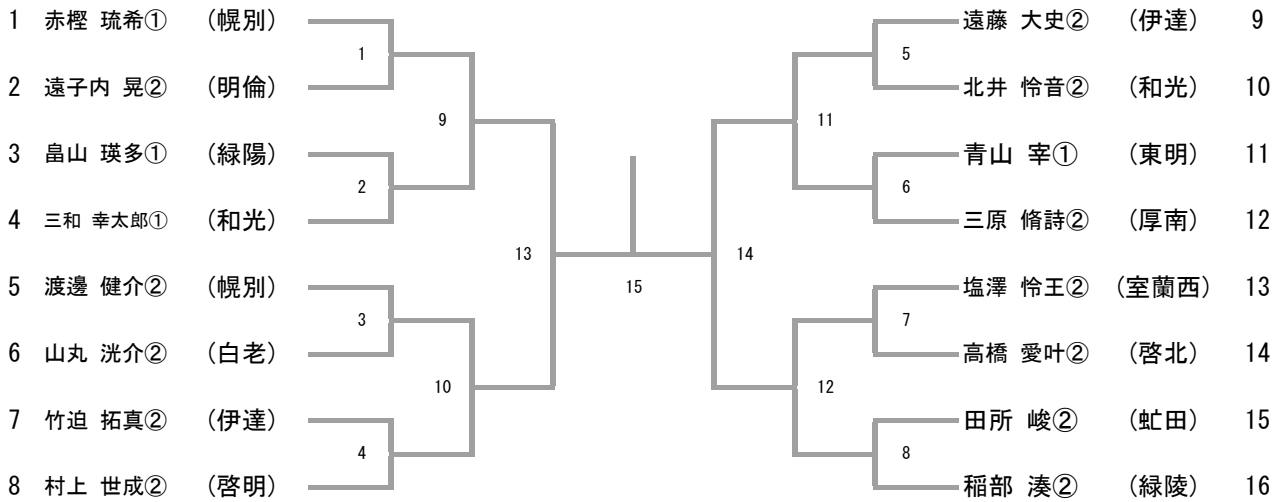 1 赤樫 琉希① （幌別）
2 遠子内 晃② （明倫）
3 畠山 瑛多① （緑陽）
4 三和 幸太郎① （和光）
5 渡邊 健介② （幌別）
6 山丸 洸介② （白老）
7 竹迫 拓真② （伊達）
8 村上 世成② （啓明）
1
2
3
4
9
10
13
15
14
11
12
5
6
7
8
遠藤 大史② （伊達） 9
北井 怜音② （和光） 10
青山 宰① （東明） 11
三原 脩詩② （厚南） 12
塩澤 怜王② （室蘭西） 13
高橋 愛叶② （啓北） 14
田所 峻② （虻田） 15
稲部 湊② （緑陵） 16